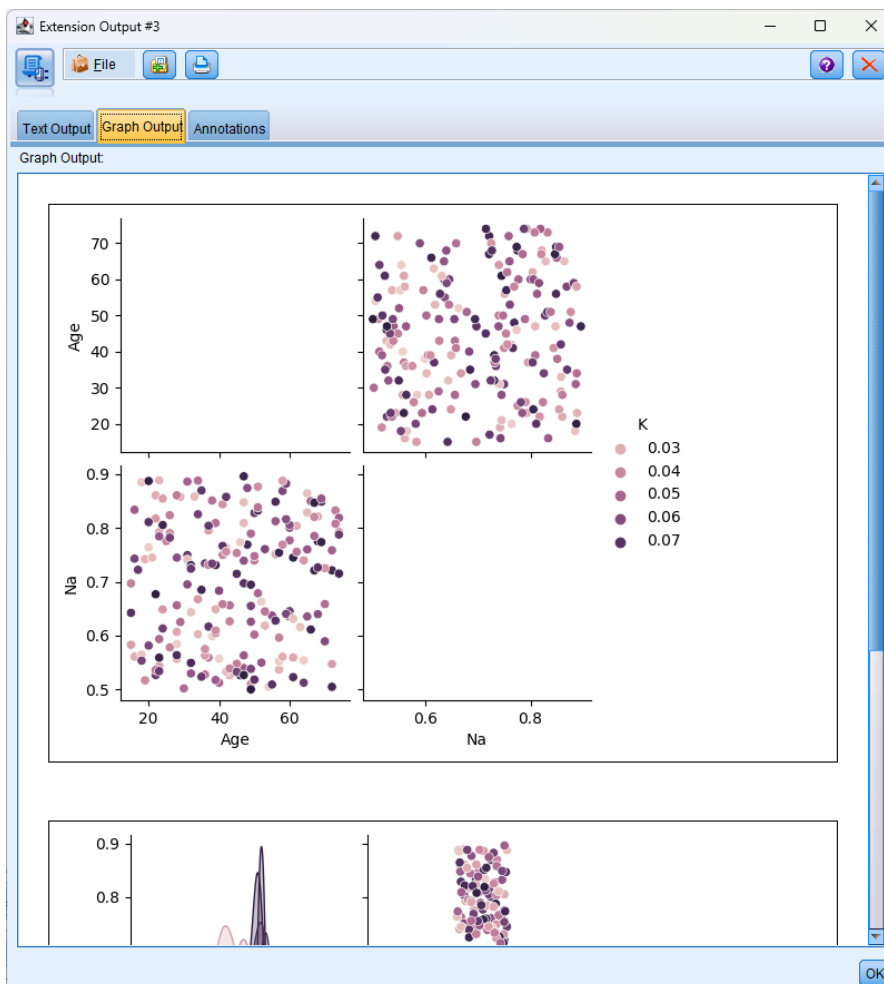 Extension Output #3
File
Text Output Graph Output Annotations
Graph Output:
70
60
50
40
30
20
Age
K
0.03
0.04
0.05
0.06
0.07
0.9
0.8
0.7
0.6
0.5
Na
20 40 60
Age
0.6 0.8
Na
0.9
0.8
OK